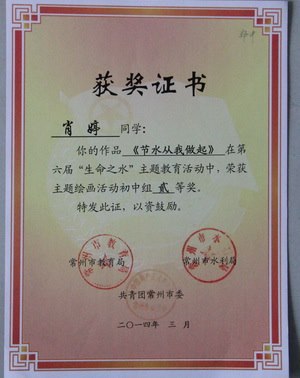 获奖证书
肖婷 同学：
你的作品 《节水从我做起》 在第
六届“生命之水”主题教育活动中，荣获
主题绘画活动初中组 贰 等奖。
特发此证，以资鼓励。
常州市教育局 常州市水利局
共青团常州市委
二〇一四年 三 月